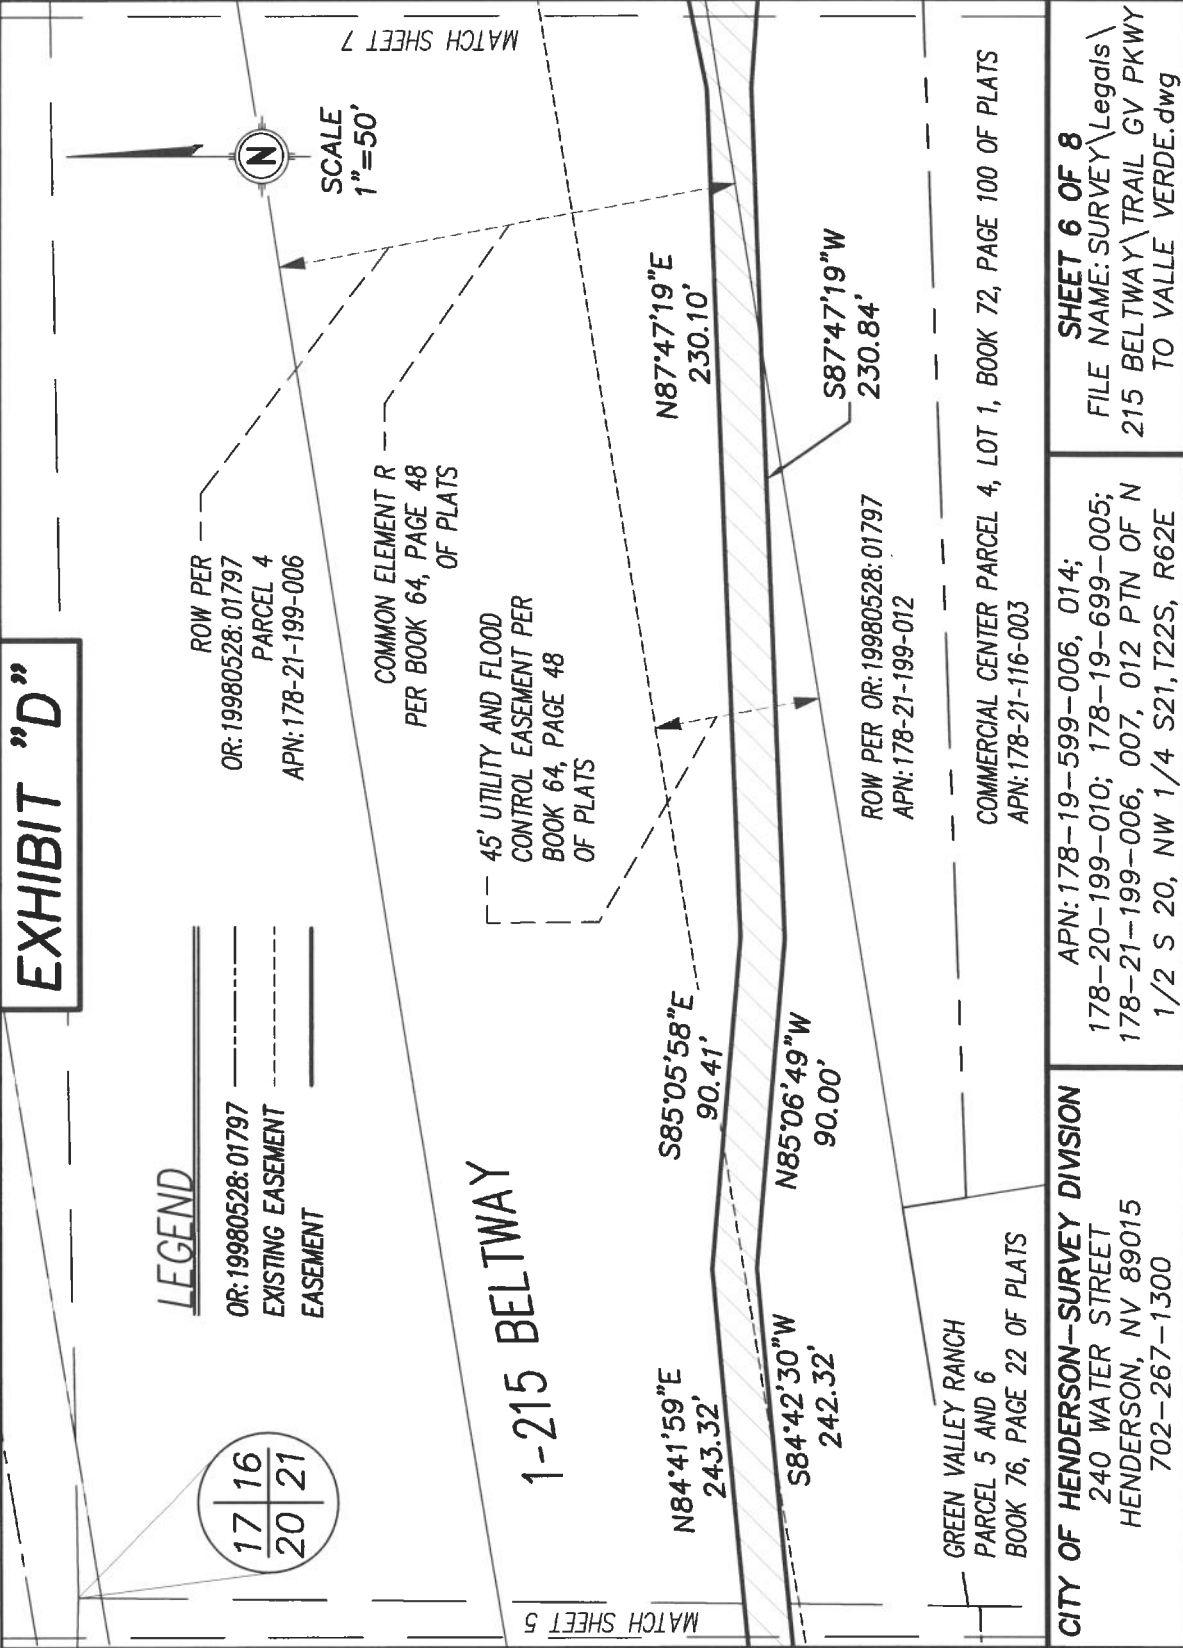 EXHIBIT "D"
LEGEND
OR:19980528:01797
EXISTING EASEMENT
EASEMENT
17 16
20 21
ROW PER
OR:19980528:01797
PARCEL 4
APN:178-21-199-006
COMMON ELEMENT R
PER BOOK 64, PAGE 48
OF PLATS
45' UTILITY AND FLOOD
CONTROL EASEMENT PER
BOOK 64, PAGE 48
OF PLATS
N
SCALE
1"=50'
MATCH SHEET 7
MATCH SHEET 5
1-215 BELTWAY
N84°41'59"E
243.32'
S85°05'58"E
90.41'
N87°47'19"E
230.10'
S84°42'30"W
242.32'
N85°06'49"W
90.00'
S87°47'19"W
230.84'
ROW PER OR:19980528:01797
APN:178-21-199-012
COMMERCIAL CENTER PARCEL 4, LOT 1, BOOK 72, PAGE 100 OF PLATS
APN:178-21-116-003
GREEN VALLEY RANCH
PARCEL 5 AND 6
BOOK 76, PAGE 22 OF PLATS
CITY OF HENDERSON-SURVEY DIVISION
240 WATER STREET
HENDERSON, NV 89015
702-267-1300
APN:178-19-599-006, 014;
178-20-199-010; 178-19-699-005;
178-21-199-006, 007, 012 PTN OF N
1/2 S 20, NW 1/4 S21,T22S, R62E
SHEET 6 OF 8
FILE NAME:SURVEY\Legals\
215 BELTWAY\TRAIL GV PKWY
TO VALLE VERDE.dwg